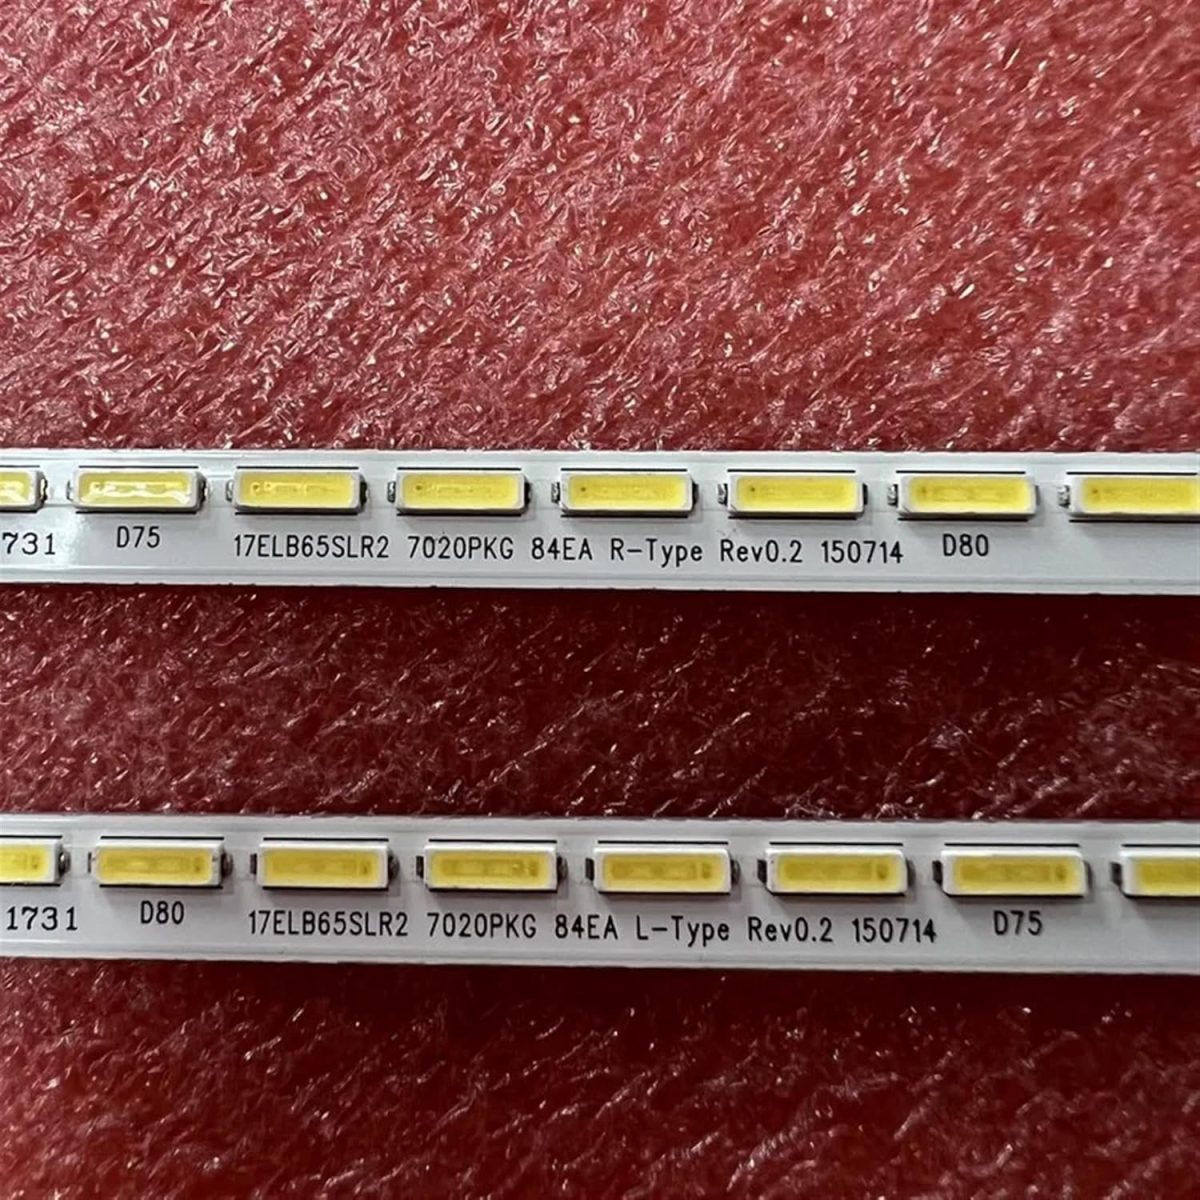 731 D75 17ELB65SLR2 7020PKG 84EA R-Type Rev0.2 150714 D80
1731 D80 17ELB65SLR2 7020PKG 84EA L-Type Rev0.2 150714 D75